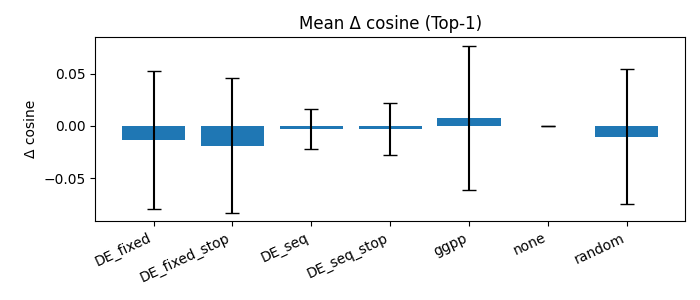 Mean Δ cosine (Top-1)
Δ cosine
0.05
0.00
−0.05
DE_fixed
DE_fixed_stop
DE_seq
DE_seq_stop
ggpp
none
random